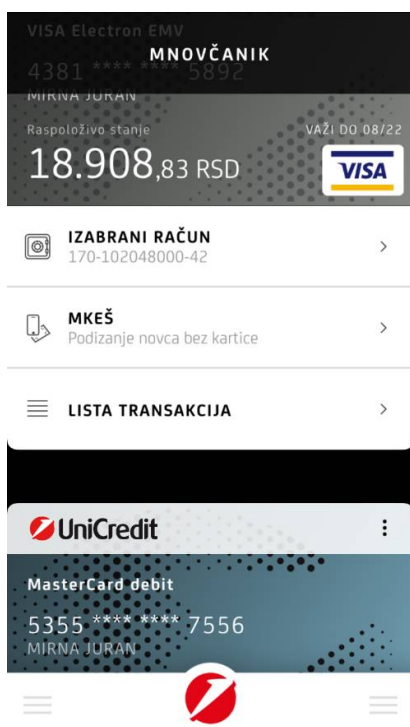 VISA Electron EMV
MNOVČANIK
4381 **** **** 5892
MIRNA JURAN
Raspoloživo stanje
VAŽI DO 08/22
18.908,83 RSD
VISA
IZABRANI RAČUN
170-102048000-42
MKEŠ
Podizanje novca bez kartice
LISTA TRANSAKCIJA
UniCredit
MasterCard debit
5355 **** **** 7556
MIRNA JURAN